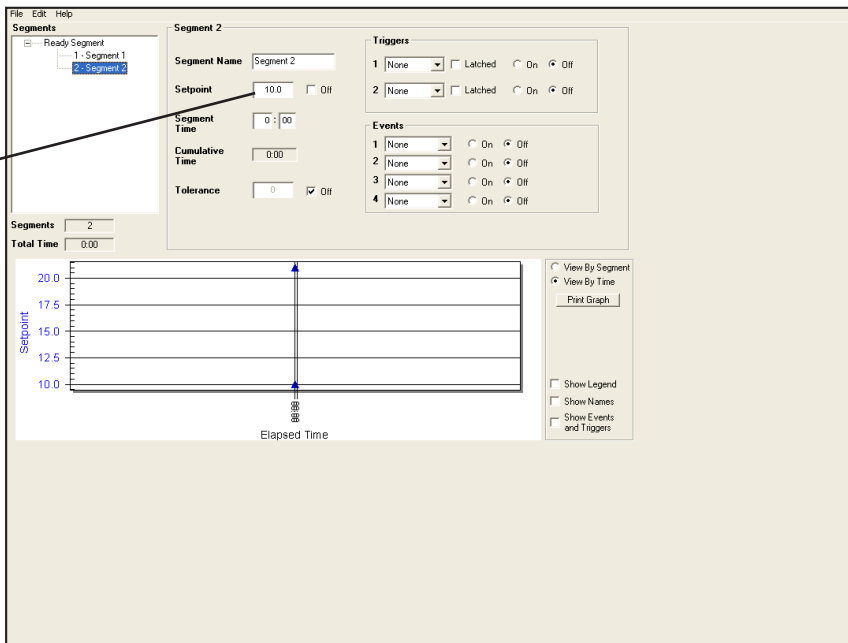 File Edit Help
Segments
Ready Segment
1 - Segment 1
2 - Segment 2
Segments 2
Total Time 0:00
Segment 2
Segment Name Segment 2
Setpoint 10.0 Off
Segment Time 0 : 00
Cumulative Time 0:00
Tolerance 0 Off
Triggers
1 None Latched On Off
2 None Latched On Off
Events
1 None On Off
2 None On Off
3 None On Off
4 None On Off
Setpoint
20.0
17.5
15.0
12.5
10.0
Elapsed Time
View By Segment
View By Time
Print Graph
Show Legend
Show Names
Show Events
and Triggers